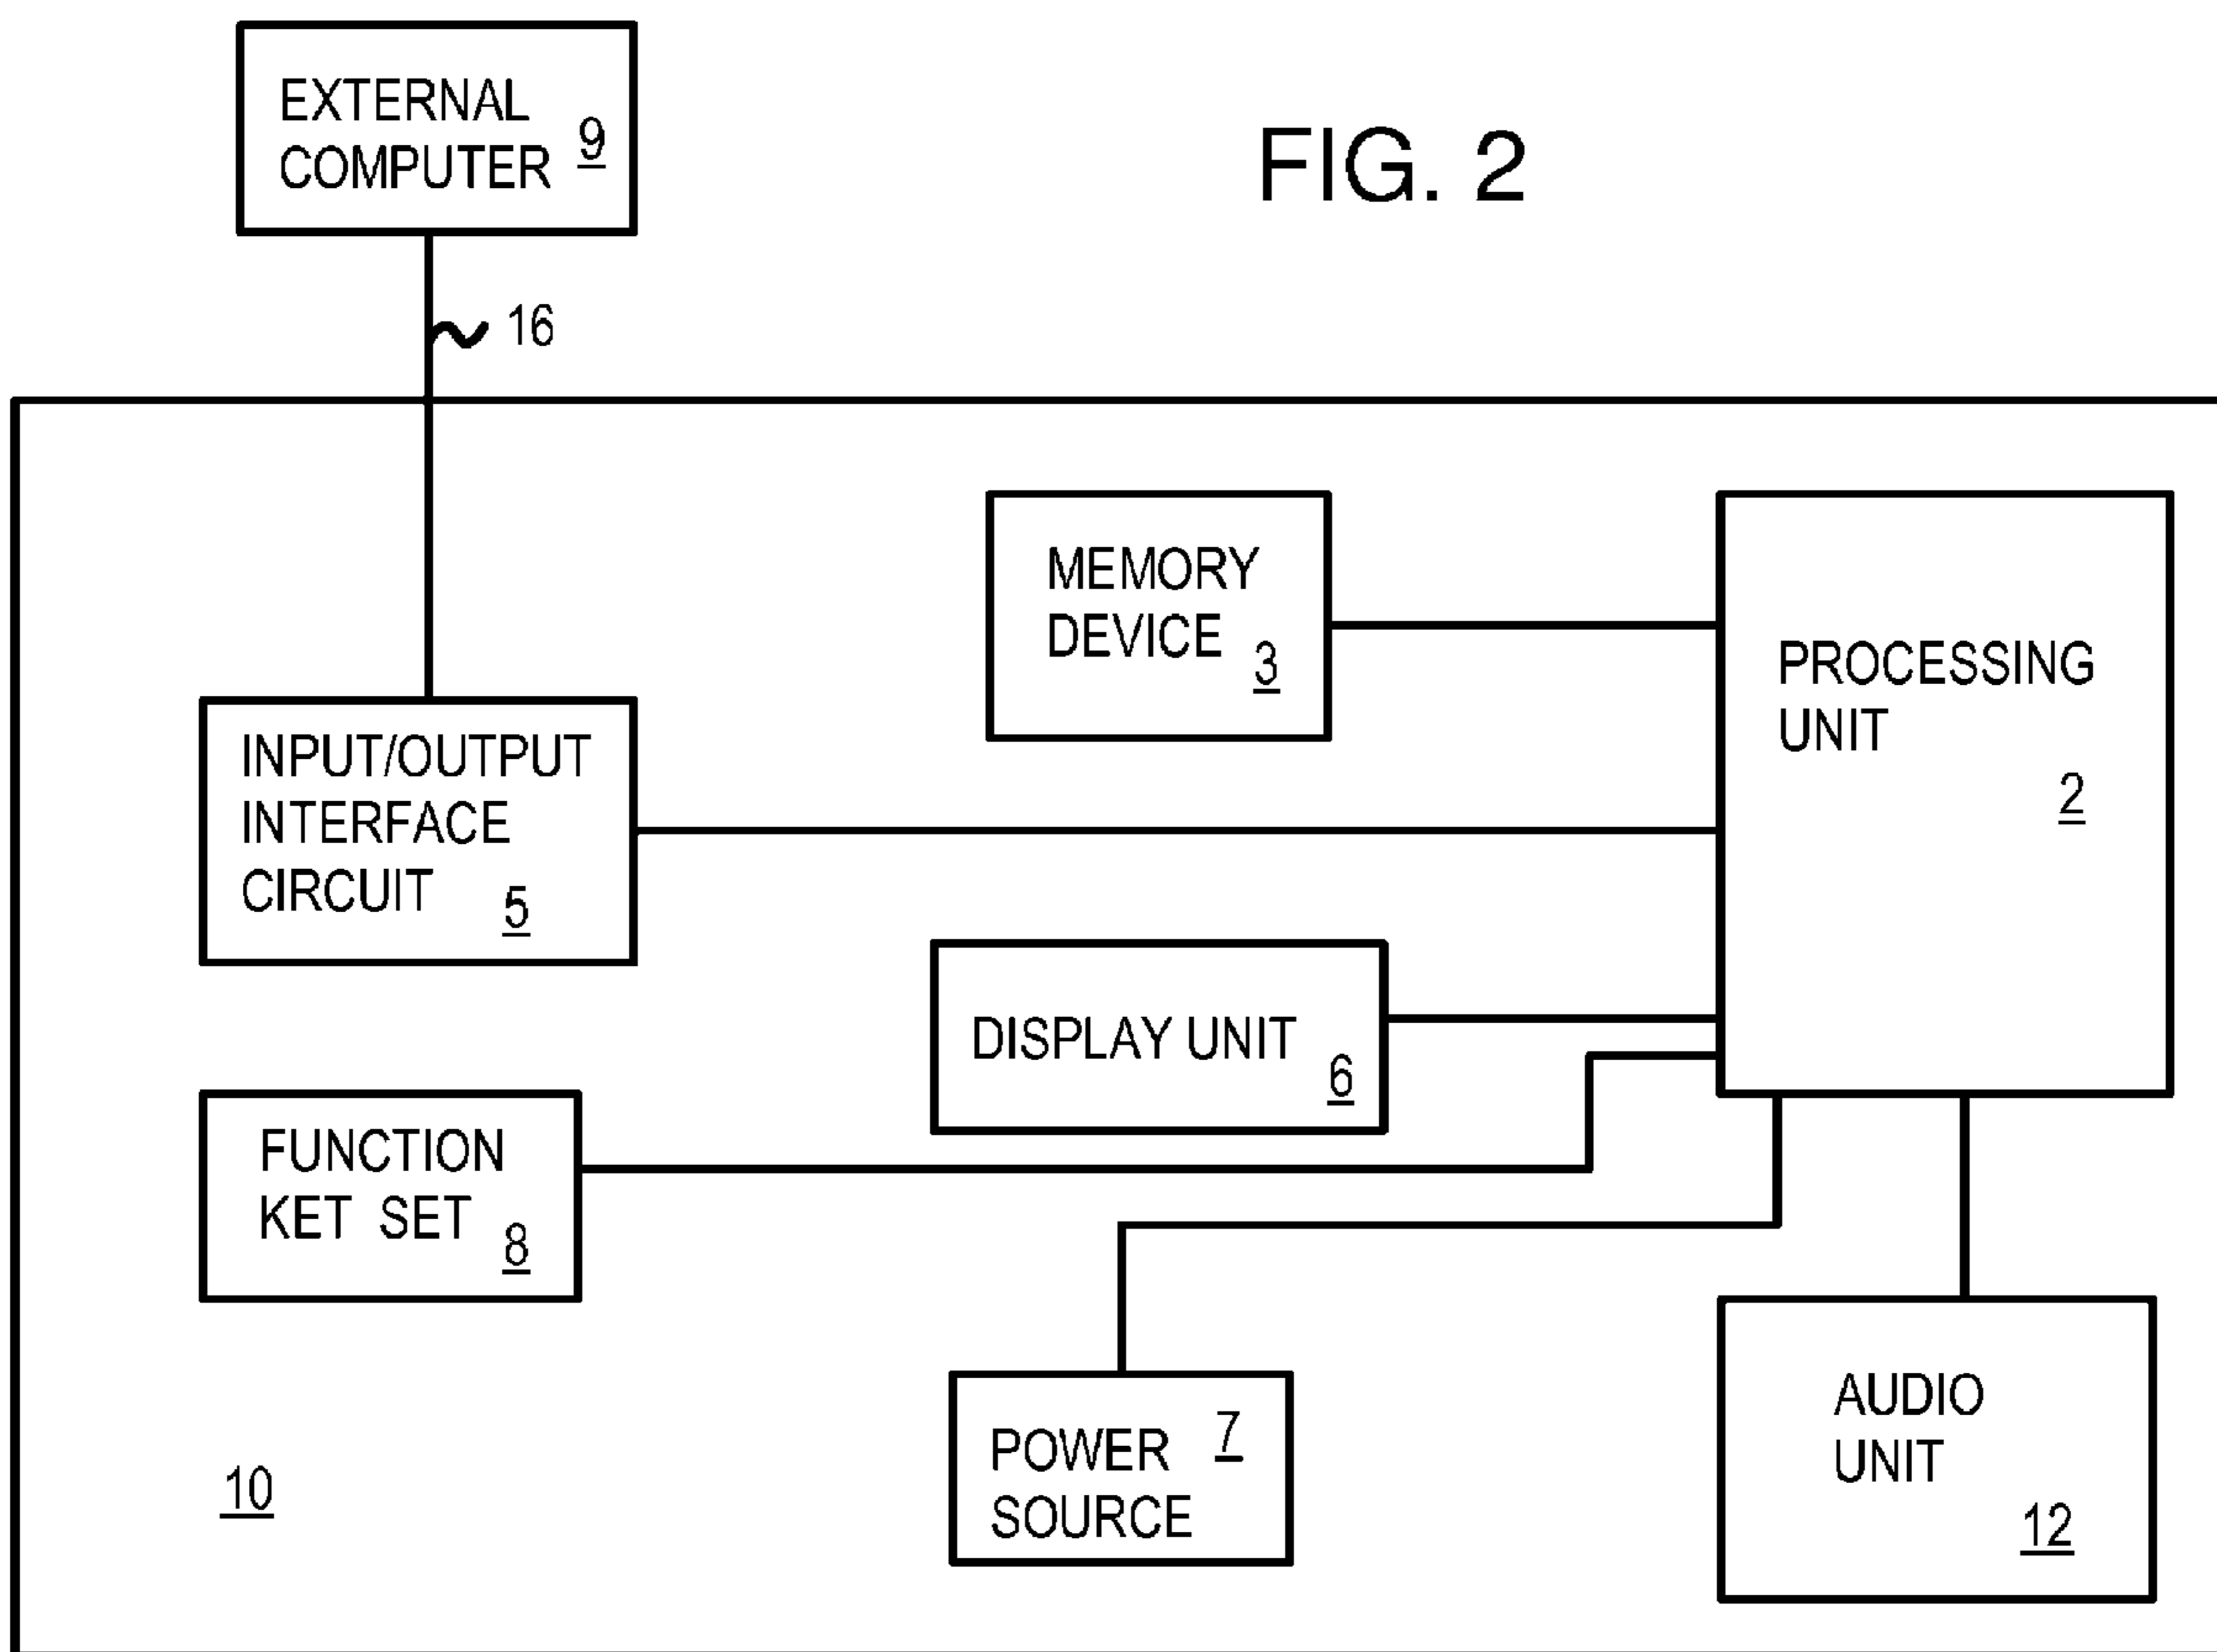 EXTERNAL
COMPUTER 9
FIG. 2
16
MEMORY
DEVICE 3
PROCESSING
UNIT
2
INPUT/OUTPUT
INTERFACE
CIRCUIT 5
DISPLAY UNIT 6
FUNCTION
KET SET 8
POWER 7
SOURCE
AUDIO
UNIT
12
10